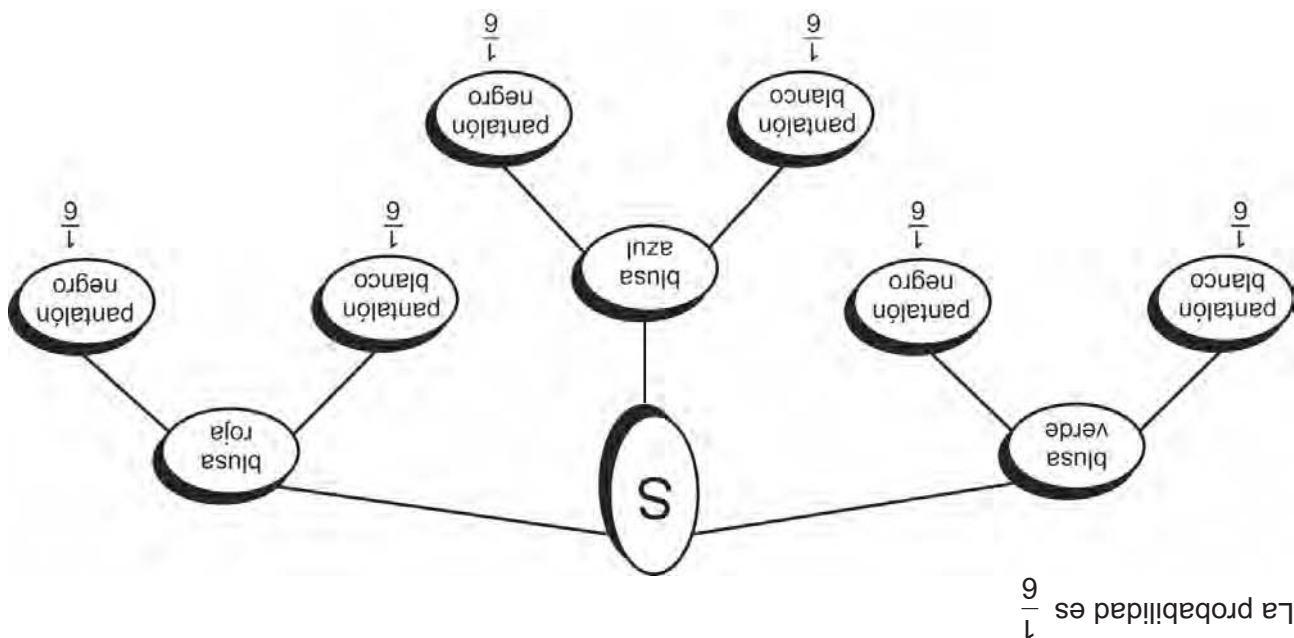 La probabilidad es 1/6
S
blusa
verde
blusa
roja
pantalón
blanco
1/6
pantalón
negro
1/6
blusa
azul
pantalón
blanco
1/6
pantalón
negro
1/6
pantalón
blanco
1/6
pantalón
negro
1/6